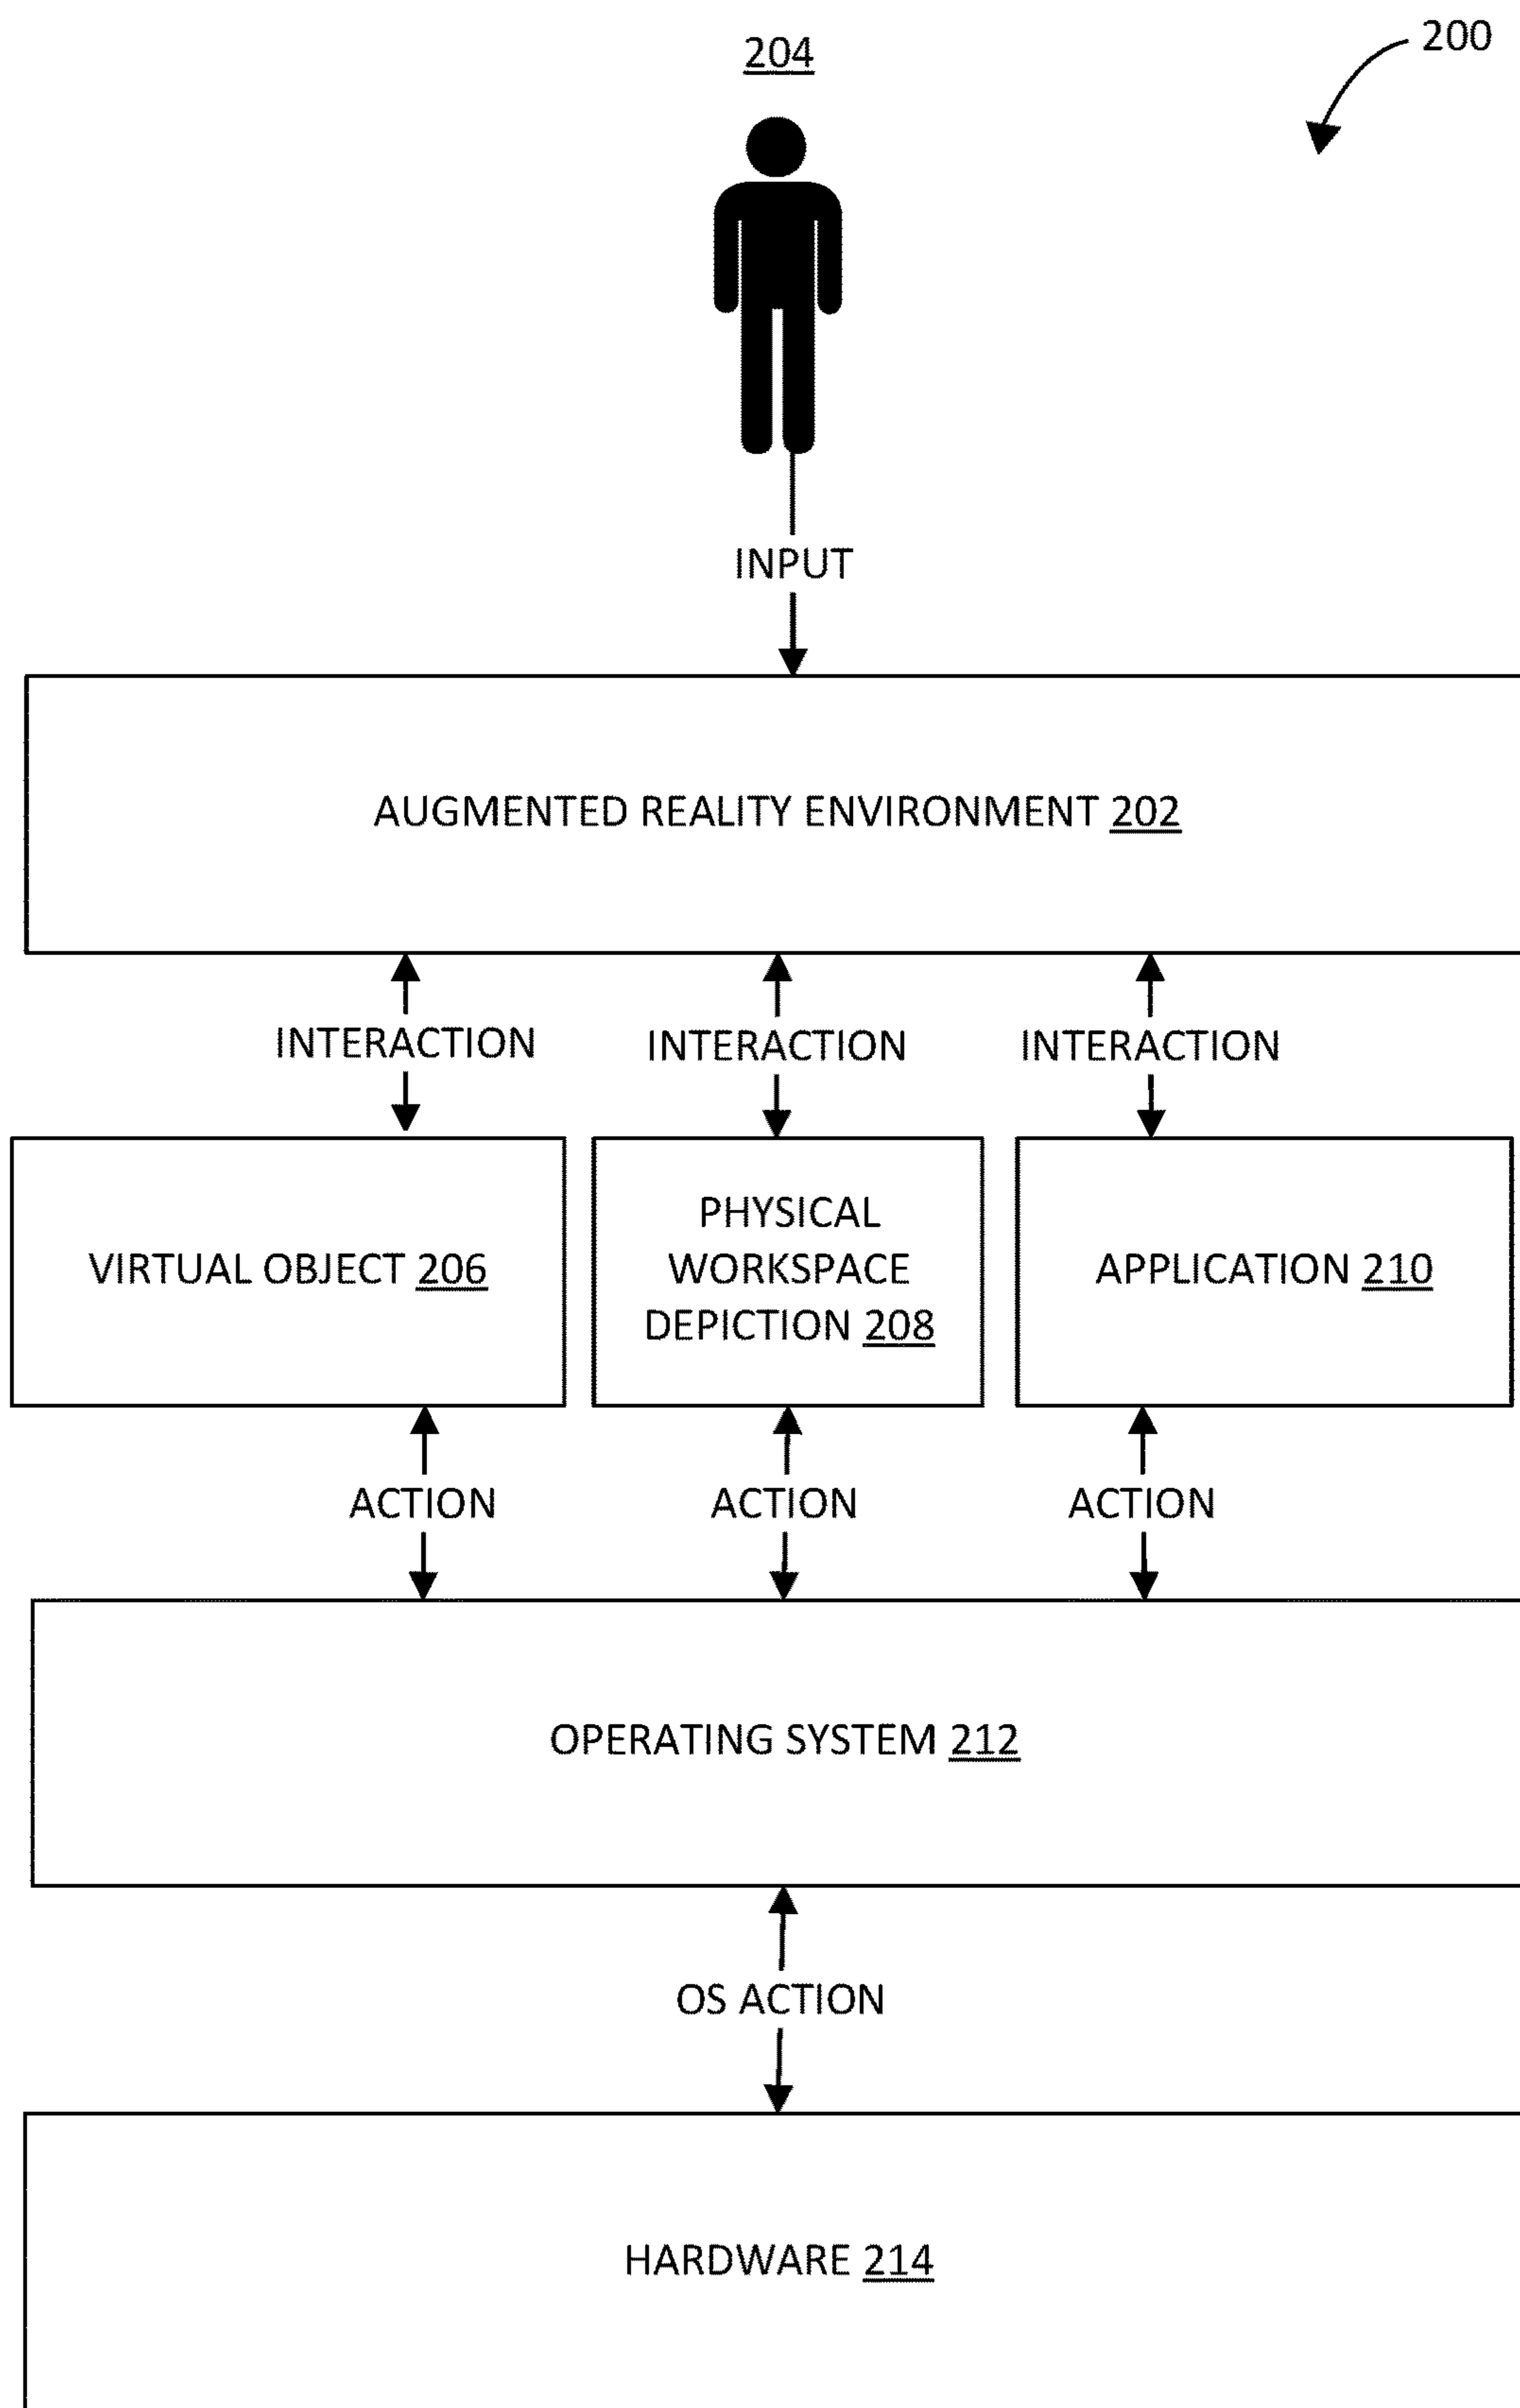 200
204
INPUT
AUGMENTED REALITY ENVIRONMENT 202
INTERACTION
INTERACTION
INTERACTION
VIRTUAL OBJECT 206
PHYSICAL
WORKSPACE
DEPICTION 208
APPLICATION 210
ACTION
ACTION
ACTION
OPERATING SYSTEM 212
OS ACTION
HARDWARE 214